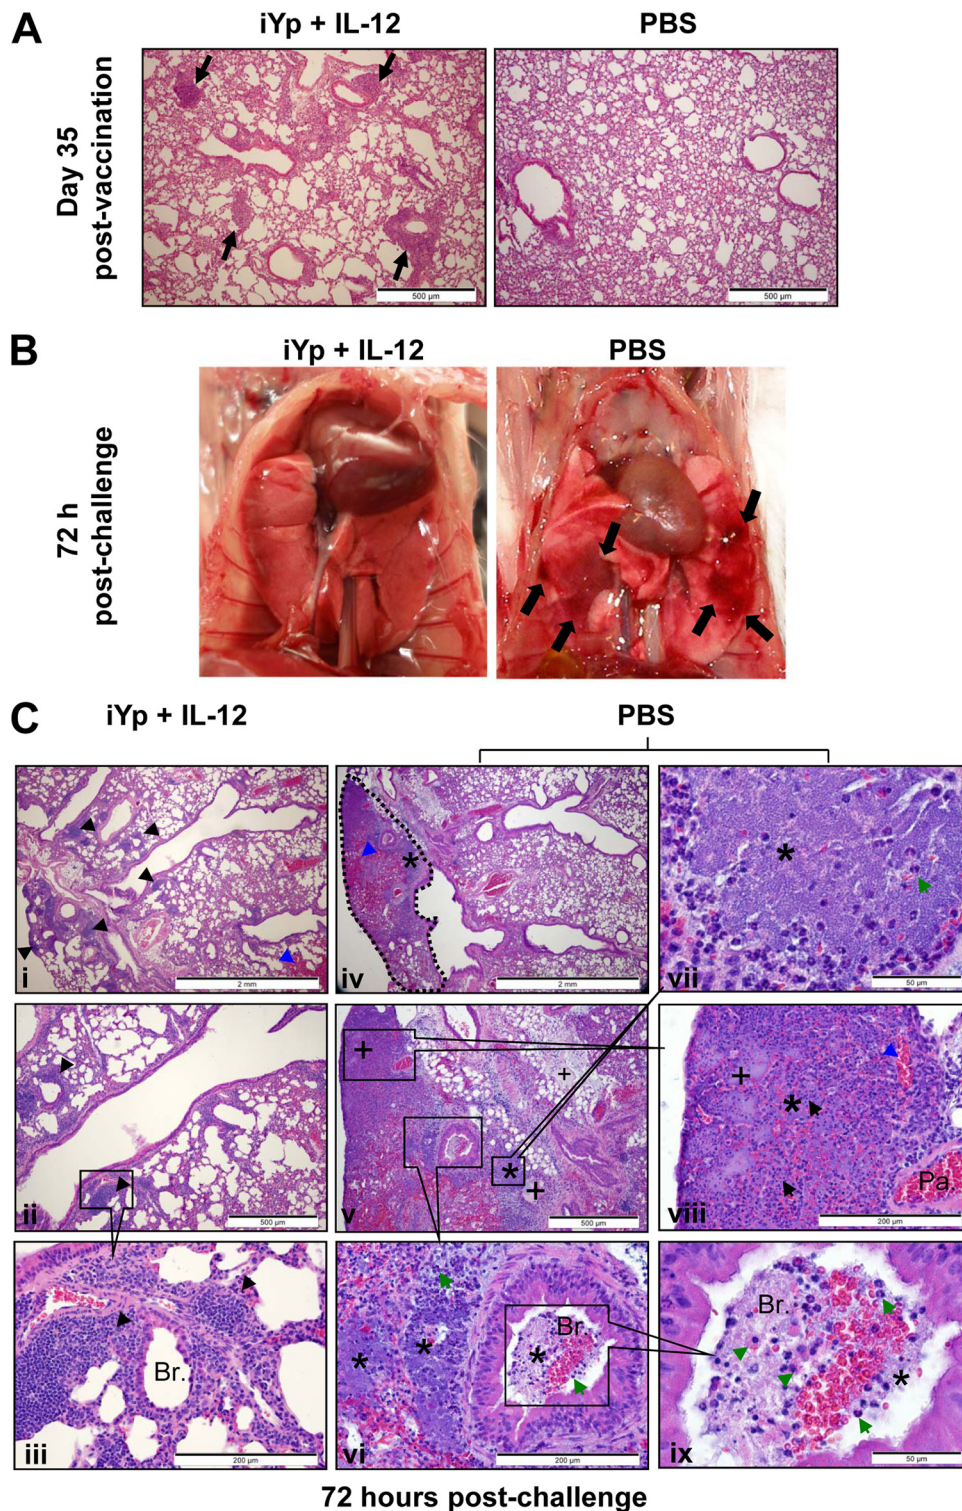 A
iYp + IL-12
PBS
Day 35
post-vaccination
500 µm
500 µm
B
iYp + IL-12
PBS
72 h
post-challenge
C
iYp + IL-12
PBS
i
2 mm
iv
*
2 mm
vii
*
50 µm
ii
500 µm
v
+
+
*
+
500 µm
viii
+
*
Pa.
200 µm
iii
Br.
200 µm
vi
*
*
*
Br.
200 µm
ix
Br.
*
50 µm
72 hours post-challenge